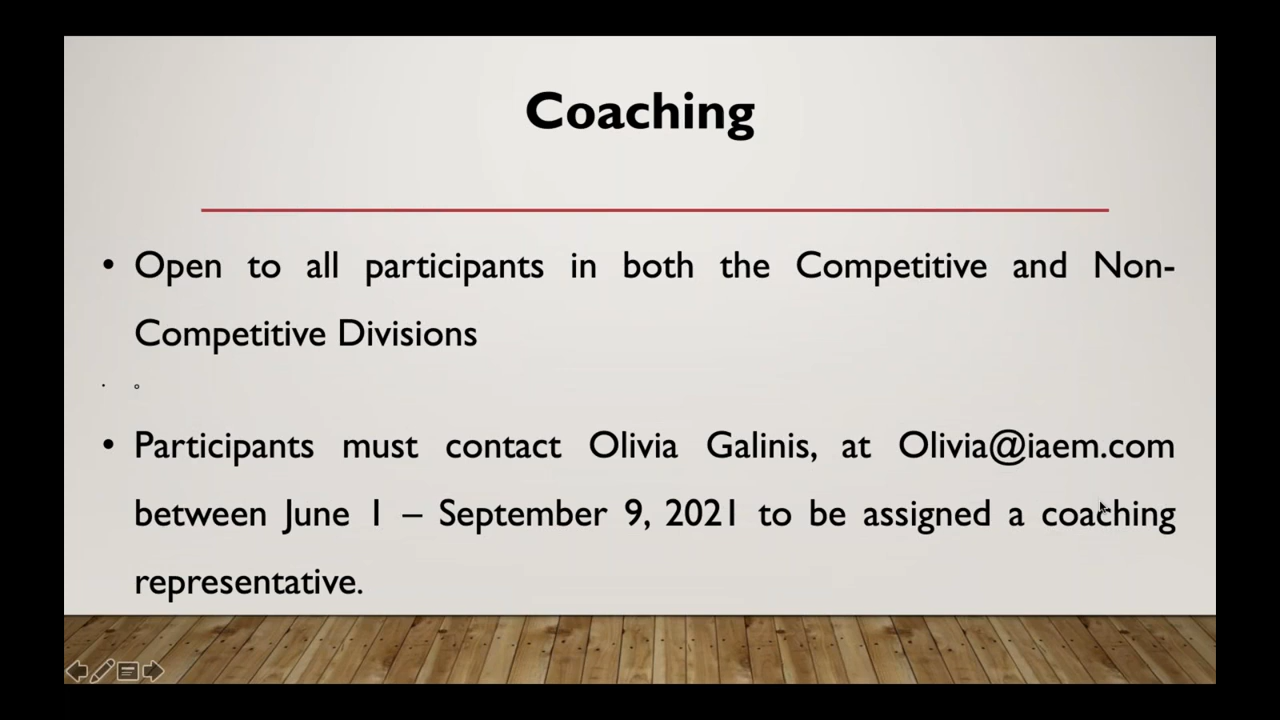 Coaching
• Open to all participants in both the Competitive and Non-
Competitive Divisions
• Participants must contact Olivia Galinis, at Olivia@iaem.com
between June 1 – September 9, 2021 to be assigned a coaching
representative.